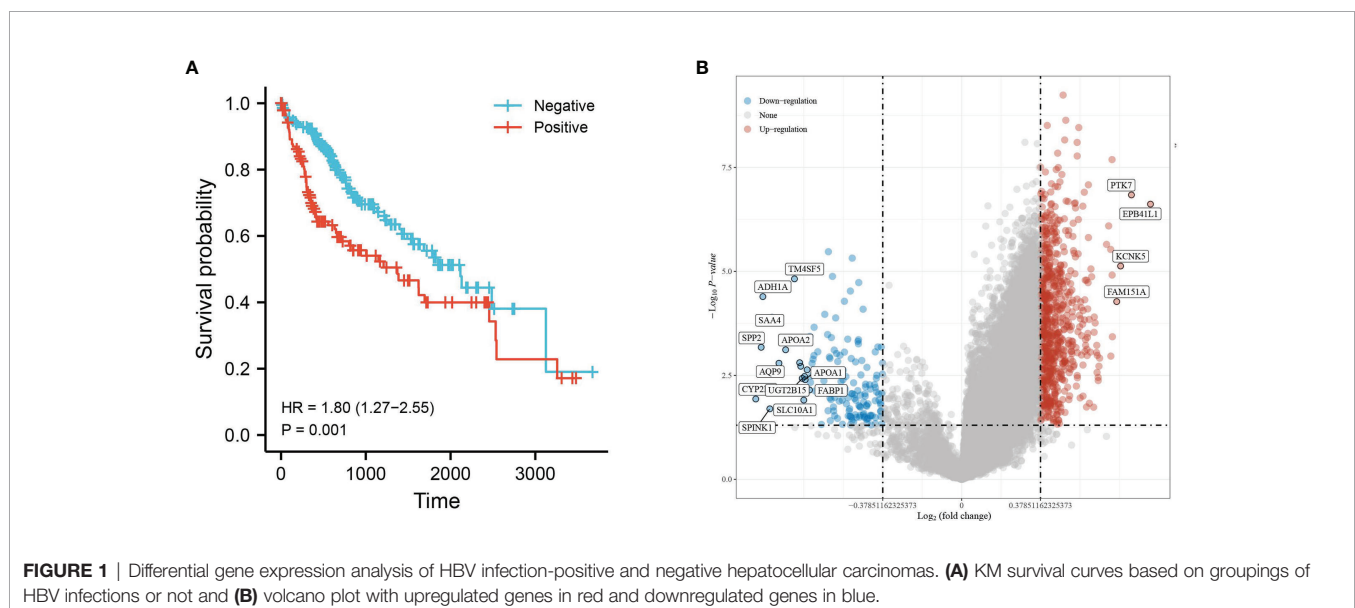 A
1.0
0.8
0.6
0.4
0.2
0.0
Survival probability
Negative
Positive
HR = 1.80 (1.27−2.55)
P = 0.001
0 1000 2000 3000
Time
B
Down−regulation
None
Up−regulation
7.5
5.0
2.5
0.0
−Log10 P−value
PTK7
EPB41L1
KCNK5
FAM151A
TM4SF5
ADH1A
SAA4
SPP2
APOA2
AQP9
APOA1
CYP2
UGT2B15
FABP1
SLC10A1
SPINK1
−0.37851162325373 0 0.37851162325373
Log2 (fold change)
FIGURE 1 | Differential gene expression analysis of HBV infection-positive and negative hepatocellular carcinomas. (A) KM survival curves based on groupings of
HBV infections or not and (B) volcano plot with upregulated genes in red and downregulated genes in blue.